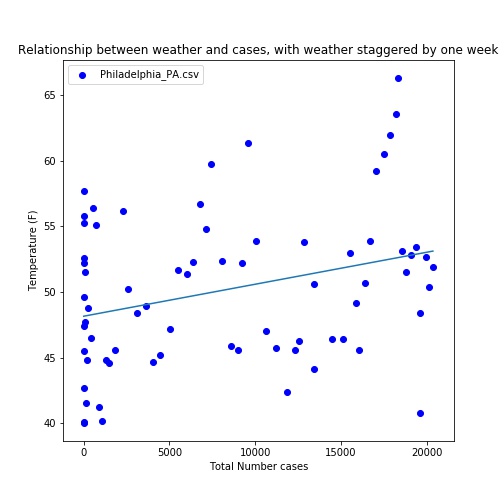 Relationship between weather and cases, with weather staggered by one week
Philadelphia_PA.csv
65
60
55
50
45
40
Temperature (F)
0 5000 10000 15000 20000
Total Number cases